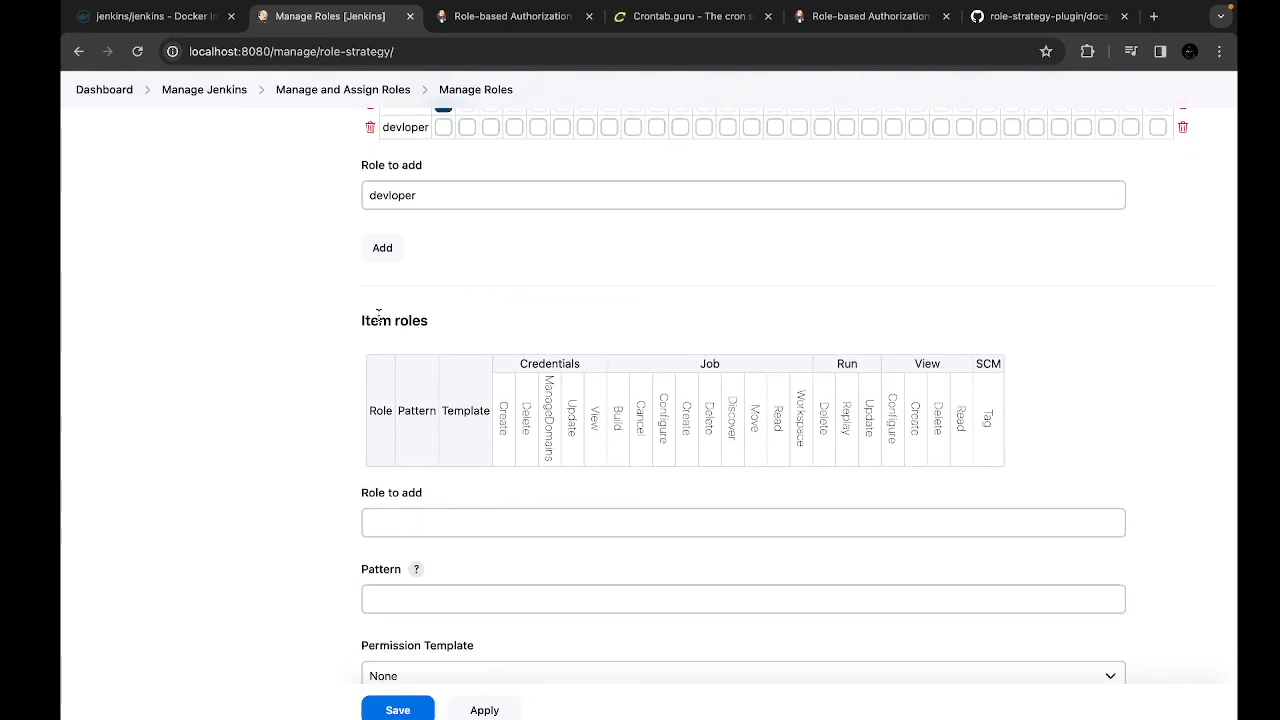 jenkins/jenkins - Docker In
Manage Roles [Jenkins]
Role-based Authorization
Crontab.guru - The cron s
Role-based Authorization
role-strategy-plugin/docs
localhost:8080/manage/role-strategy/
Dashboard
Manage Jenkins
Manage and Assign Roles
Manage Roles
devloper
Role to add
devloper
Add
Item roles
Credentials
Job
Run
View
SCM
Role
Pattern
Template
Create
Delete
ManageDomains
Update
View
Build
Cancel
Configure
Create
Delete
Discover
Move
Read
Workspace
Delete
Replay
Update
Configure
Create
Delete
Read
Tag
Role to add
Pattern ?
Permission Template
None
Save
Apply